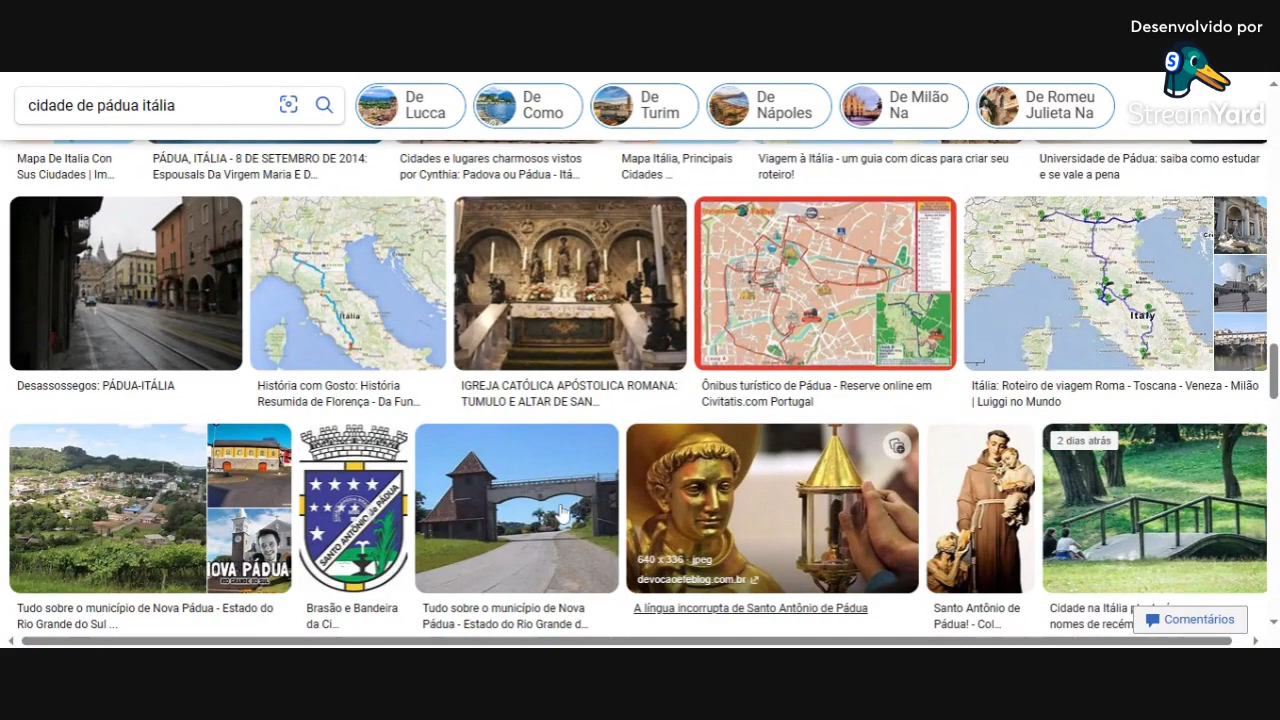 Desenvolvido por
S
StreamYard
cidade de pádua itália
De
Lucca
De
Como
De
Turim
De
Nápoles
De Milão
Na
De Romeu
Julieta Na
Mapa De Italia Con
Sus Ciudades | Im...
PÁDUA, ITÁLIA - 8 DE SETEMBRO DE 2014:
Espousals Da Virgem Maria E D...
Cidades e lugares charmosos vistos
por Cynthia: Padova ou Pádua - Itá...
Mapa Itália, Principais
Cidades ...
Viagem à Itália - um guia com dicas para criar seu
roteiro!
Universidade de Pádua: saiba como estudar
e se vale a pena
Itália
Italy
Desassossegos: PÁDUA-ITÁLIA
História com Gosto: História
Resumida de Florença - Da Fun...
IGREJA CATÓLICA APÓSTOLICA ROMANA:
TUMULO E ALTAR DE SAN...
Ônibus turístico de Pádua - Reserve online em
Civitatis.com Portugal
Itália: Roteiro de viagem Roma - Toscana - Veneza - Milão
| Luiggi no Mundo
NOVA PÁDUA
RIO GRANDE DO SUL
SANTO ANTÔNIO de PÁDUA
640 x 336 · jpeg
devocaoefeblog.com.br
2 dias atrás
Tudo sobre o município de Nova Pádua - Estado do
Rio Grande do Sul ...
Brasão e Bandeira
da Ci...
Tudo sobre o município de Nova
Pádua - Estado do Rio Grande d...
A língua incorrupta de Santo Antônio de Pádua
Santo Antônio de
Pádua! - Col...
Cidade na Itália
nomes de recém
Comentários